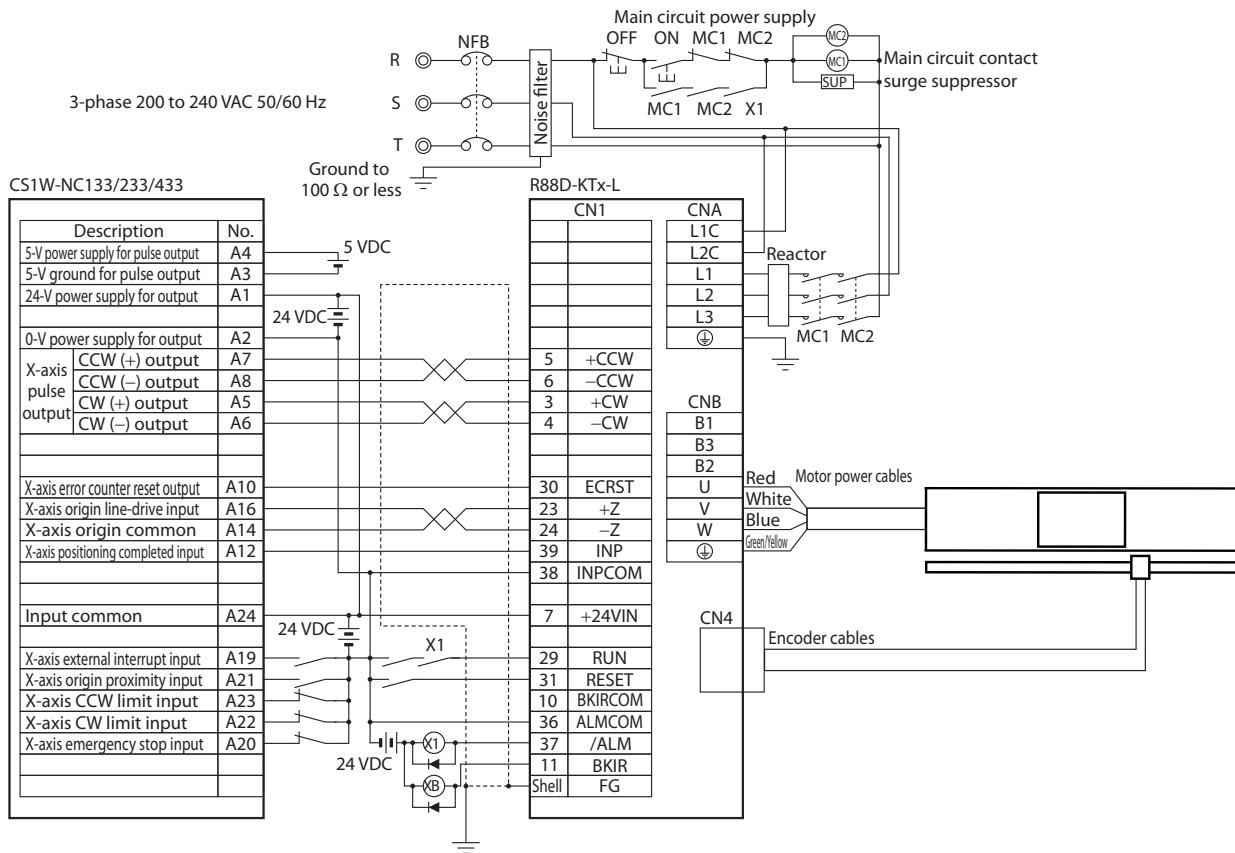 Main circuit power supply
OFF ON MC1 MC2
MC2
NFB
R
MC1
Main circuit contact
surge suppressor
SUP
3-phase 200 to 240 VAC 50/60 Hz
S
MC1 MC2 X1
Noise filter
T
Ground to
100 Ω or less
CS1W-NC133/233/433
R88D-KTx-L
CN1 CNA
Description No.
L1C
5-V power supply for pulse output A4
5 VDC
L2C
Reactor
5-V ground for pulse output A3
L1
24-V power supply for output A1
L2
24 VDC
L3
MC1 MC2
0-V power supply for output A2
X-axis pulse output
CCW (+) output A7
5 +CCW
CCW (−) output A8
6 −CCW
CW (+) output A5
3 +CW
CNB
CW (−) output A6
4 −CW
B1
B3
B2
X-axis error counter reset output A10
30 ECRST
U
Red
Motor power cables
X-axis origin line-drive input A16
23 +Z
V
White
X-axis origin common A14
24 −Z
W
Blue
X-axis positioning completed input A12
39 INP
Green/Yellow
38 INPCOM
Input common A24
7 +24VIN
CN4
24 VDC
Encoder cables
X1
X-axis external interrupt input A19
29 RUN
X-axis origin proximity input A21
31 RESET
X-axis CCW limit input A23
10 BKIRCOM
X-axis CW limit input A22
36 ALMCOM
X-axis emergency stop input A20
X1
37 /ALM
24 VDC
11 BKIR
XB
Shell FG